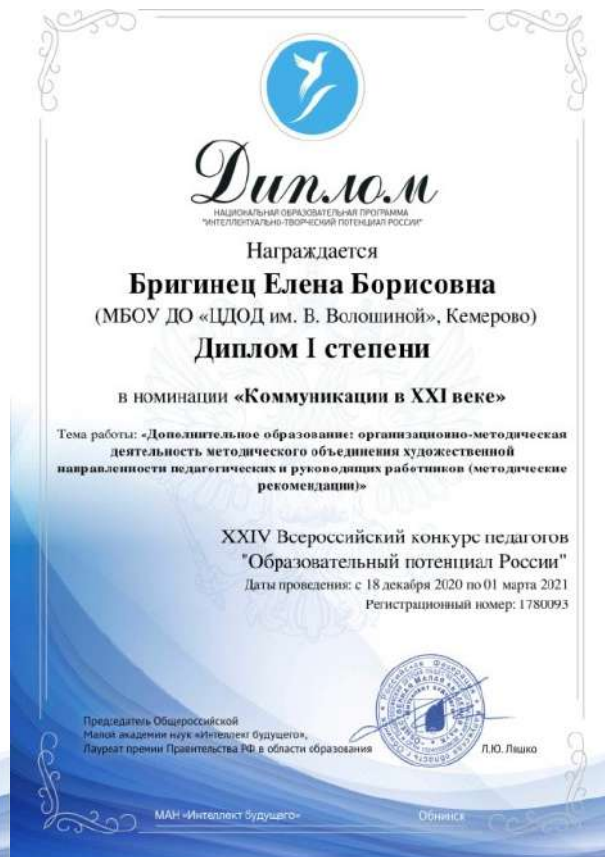 Диплом
НАЦИОНАЛЬНАЯ ОБРАЗОВАТЕЛЬНАЯ ПРОГРАММА
"ИНТЕЛЛЕКТУАЛЬНО-ТВОРЧЕСКИЙ ПОТЕНЦИАЛ РОССИИ"
Награждается
Бригинец Елена Борисовна
(МБОУ ДО «ЦДОД им. В. Волошиной», Кемерово)
Диплом I степени
в номинации «Коммуникации в XXI веке»
Тема работы: «Дополнительное образование: организационно-методическая
деятельность методического объединения художественной
направленности педагогических и руководящих работников (методические
рекомендации)»
XXIV Всероссийский конкурс педагогов
"Образовательный потенциал России"
Даты проведения: с 18 декабря 2020 по 01 марта 2021
Регистрационный номер: 1780093
Председатель Общероссийской
Малой академии наук «Интеллект будущего»,
Лауреат премии Правительства РФ в области образования
Л.Ю. Ляшко
МАН «Интеллект будущего»
Обнинск